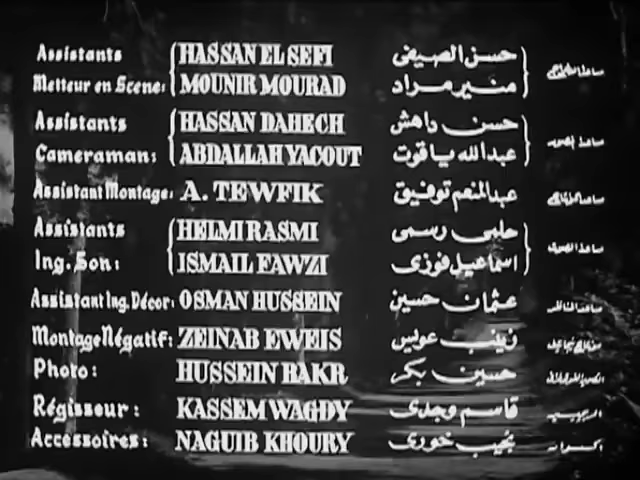 Assistants HASSAN EL SEFI حسن الصيفى
Metteur en Scene: MOUNIR MOURAD منير مراد
Assistants HASSAN DAHECH حسن داهش
Cameraman: ABDALLAH YACOUT عبدالله ياقوت
Assistant Montage: A. TEWFIK عبدالمنعم توفيق
Assistants HELMI RASMI حلمى رسمى
Ing. Son: ISMAIL FAWZI اسماعيل فوزى
Assistant Ing. Décor: OSMAN HUSSEIN عثمان حسين
Montage Négatif: ZEINAB EWEIS زينب عويس
Photo: HUSSEIN BAKR حسين بكر
Régisseur: KASSEM WAGDY قاسم وجدى
Accessoires: NAGUIB KHOURY نجيب خورى